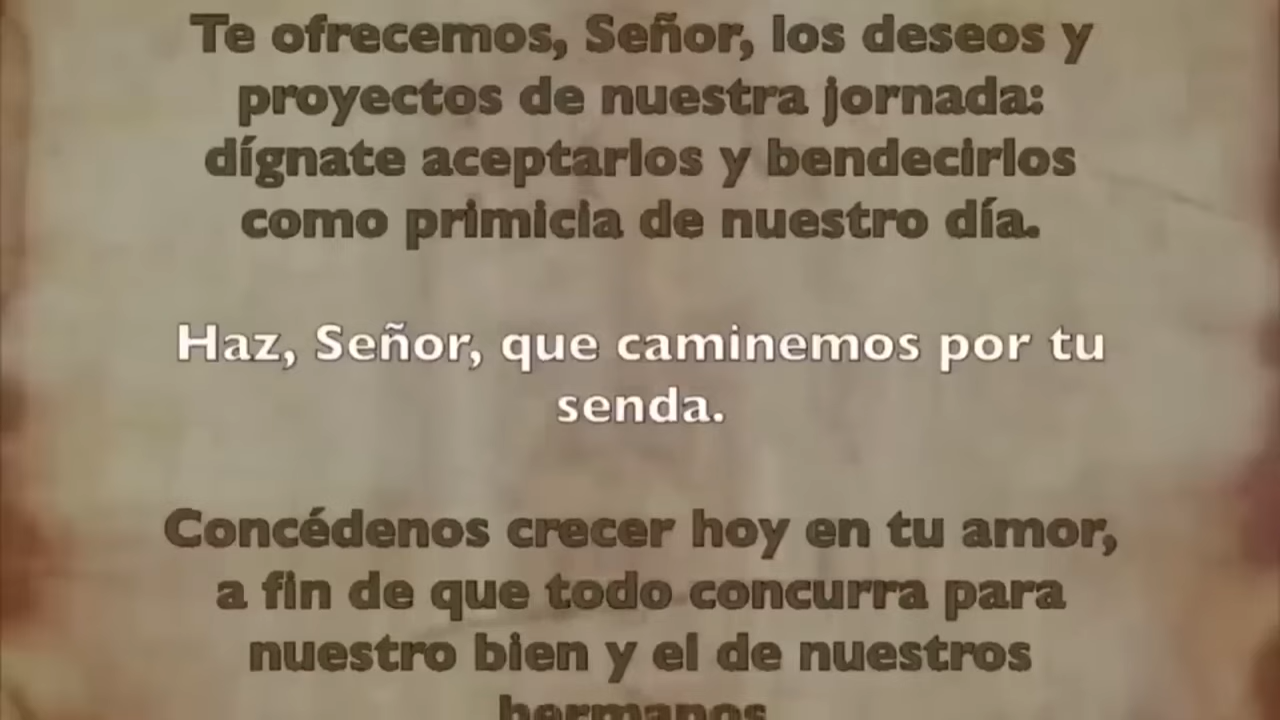 Te ofrecemos, Señor, los deseos y
proyectos de nuestra jornada:
dígnate aceptarlos y bendecirlos
como primicia de nuestro día.
Haz, Señor, que caminemos por tu
senda.
Concédenos crecer hoy en tu amor,
a fin de que todo concurra para
nuestro bien y el de nuestros
hermanos